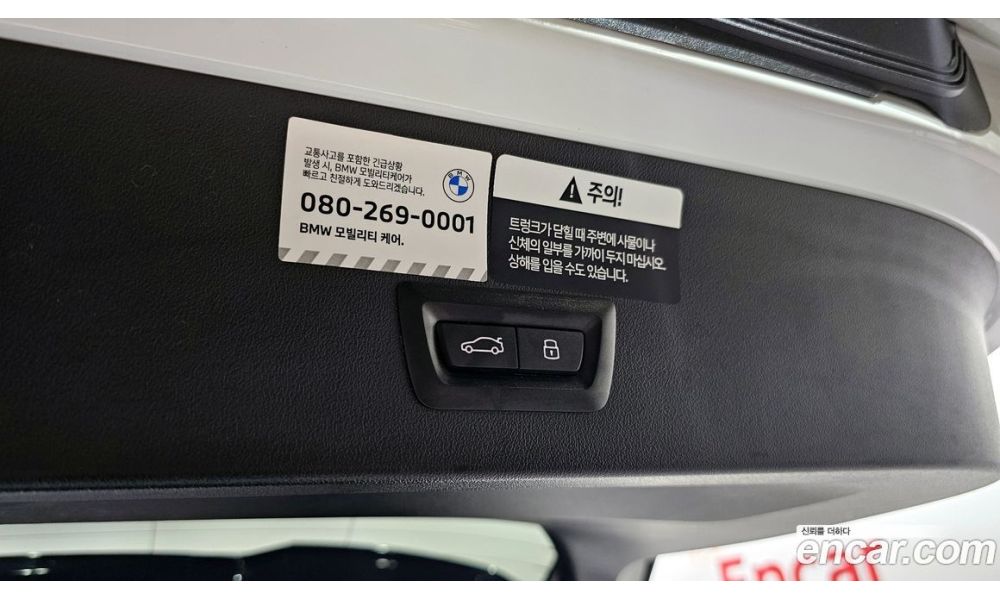 교통사고를 포함한 긴급상황
발생 시, BMW 모빌리티케어가
빠르고 친절하게 도와드리겠습니다.
080-269-0001
BMW 모빌리티 케어.
BMW
주의!
트렁크가 닫힐 때 주변에 사물이나
신체의 일부를 가까이 두지 마십시오.
상해를 입을 수도 있습니다.
신뢰를 더하다
encar.com
Encar